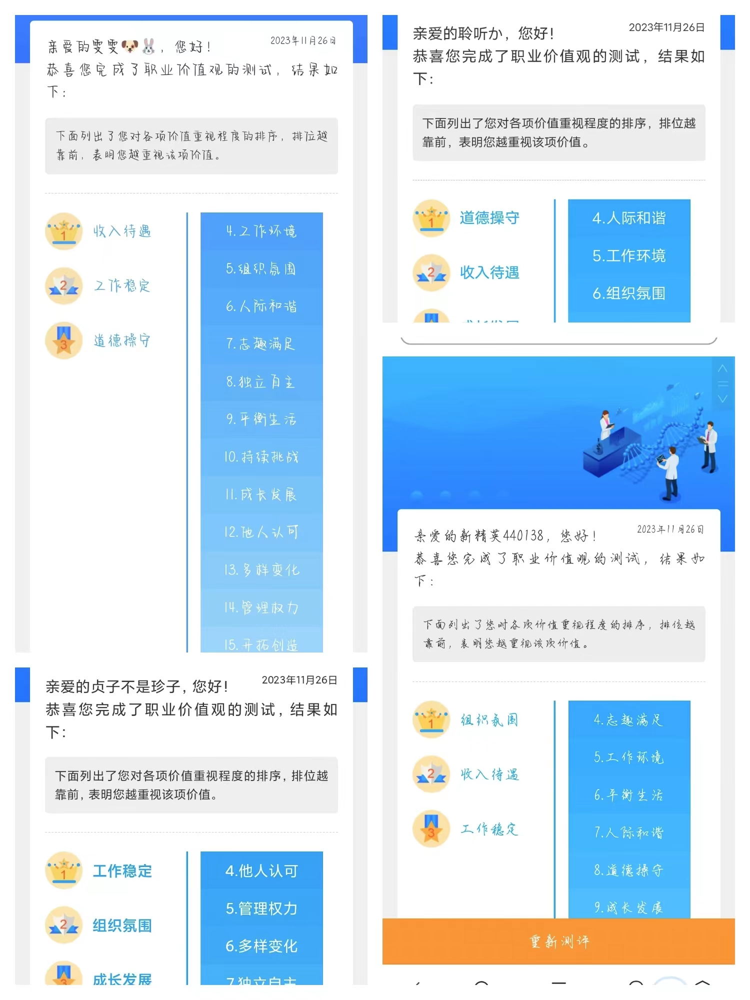 亲爱的雯雯🐶🐰，您好！
2023年11月26日
恭喜您完成了职业价值观的测试，结果如
下：
下面列出了您对各项价值重视程度的排序，排位越
靠前，表明您越重视该项价值。
1
收入待遇
2
工作稳定
3
道德操守
4.工作环境
5.组织氛围
6.人际和谐
7.志趣满足
8.独立自主
9.平衡生活
10.持续挑战
11.成长发展
12.他人认可
13.多样变化
14.管理权力
15.开拓创造
亲爱的贞子不是珍子，您好！
2023年11月26日
恭喜您完成了职业价值观的测试，结果如
下：
下面列出了您对各项价值重视程度的排序，排位越
靠前，表明您越重视该项价值。
1
工作稳定
2
组织氛围
3
成长发展
4.他人认可
5.管理权力
6.多样变化
7.独立自主
亲爱的聆听か，您好！
2023年11月26日
恭喜您完成了职业价值观的测试，结果如
下：
下面列出了您对各项价值重视程度的排序，排位越
靠前，表明您越重视该项价值。
1
道德操守
2
收入待遇
成长发展
4.人际和谐
5.工作环境
6.组织氛围
亲爱的新精英440138，您好！
2023年11月26日
恭喜您完成了职业价值观的测试，结果如
下：
下面列出了您对各项价值重视程度的排序，排位越
靠前，表明您越重视该项价值。
1
组织氛围
2
收入待遇
3
工作稳定
4.志趣满足
5.工作环境
6.平衡生活
7.人际和谐
8.道德操守
9.成长发展
重新测评